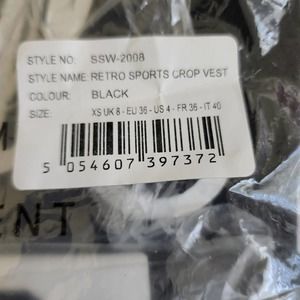 STYLE NO: SSW-2008
STYLE NAME: RETRO SPORTS CROP VEST
COLOUR: BLACK
SIZE: XS UK 8 - EU 36 - US 4 - FR 36 - IT 40
5 054607 397372
ENT